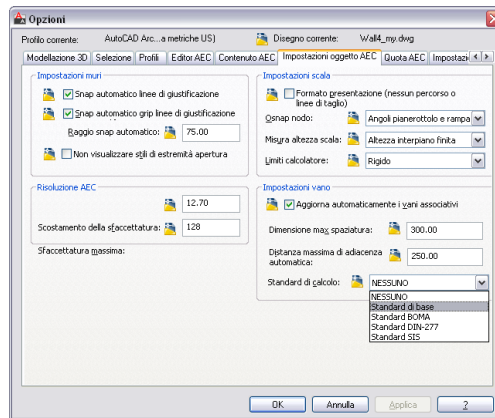 Opzioni
Profilo corrente: AutoCAD Arc...a metriche US) Disegno corrente: Wall4_my.dwg
Modellazione 3D Selezione Profili Editor AEC Contenuto AEC Impostazioni oggetto AEC Quota AEC Impostazi
Impostazioni muri
Snap automatico linee di giustificazione
Snap automatico grip linee di giustificazione
Raggio snap automatico: 75.00
Non visualizzare stili di estremità apertura
Risoluzione AEC
12.70
Scostamento della sfaccettatura: 128
Sfaccettatura massima:
Impostazioni scala
Formato presentazione (nessun percorso o
linee di taglio)
Osnap nodo: Angoli pianerottolo e rampa
Misura altezza scala: Altezza interpiano finita
Limiti calcolatore: Rigido
Impostazioni vano
Aggiorna automaticamente i vani associativi
Dimensione max spaziatura: 300.00
Distanza massima di adiacenza
automatica: 250.00
Standard di calcolo: NESSUNO
NESSUNO
Standard di base
Standard BOMA
Standard DIN-277
Standard SIS
OK Annulla Applica ?